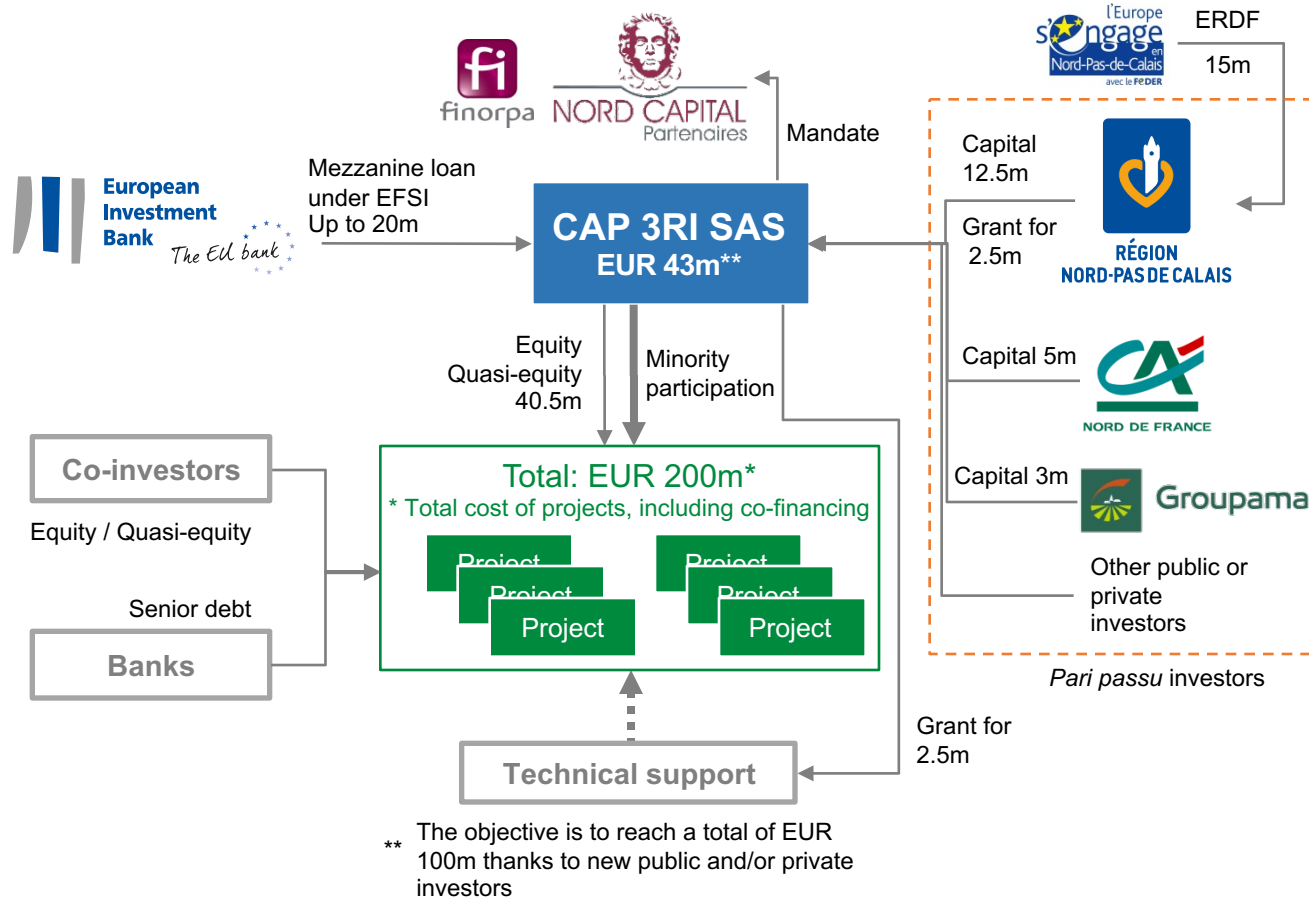 l'Europe
s'engage
en
Nord-Pas-de-Calais
avec le FEDER
ERDF
15m
fi
finorpa
NORD CAPITAL
Partenaires
Mandate
European
Investment
Bank
The EU bank
Mezzanine loan
under EFSI
Up to 20m
CAP 3RI SAS
EUR 43m**
Capital
12.5m
Grant for
2.5m
RÉGION
NORD-PAS DE CALAIS
Equity
Quasi-equity
40.5m
Minority
participation
Capital 5m
CA
NORD DE FRANCE
Capital 3m
Groupama
Other public or
private
investors
Pari passu investors
Co-investors
Equity / Quasi-equity
Senior debt
Banks
Total: EUR 200m*
* Total cost of projects, including co-financing
Project
Project
Project
Project
Project
Project
Grant for
2.5m
Technical support
** The objective is to reach a total of EUR
100m thanks to new public and/or private
investors